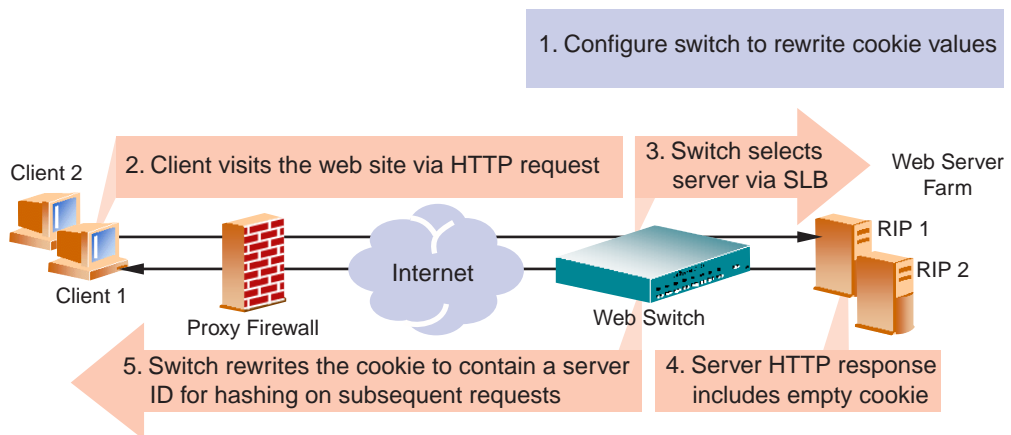 1. Configure switch to rewrite cookie values
2. Client visits the web site via HTTP request
3. Switch selects
server via SLB
Web Server
Farm
Client 2
Client 1
Proxy Firewall
Internet
Web Switch
RIP 1
RIP 2
5. Switch rewrites the cookie to contain a server
ID for hashing on subsequent requests
4. Server HTTP response
includes empty cookie